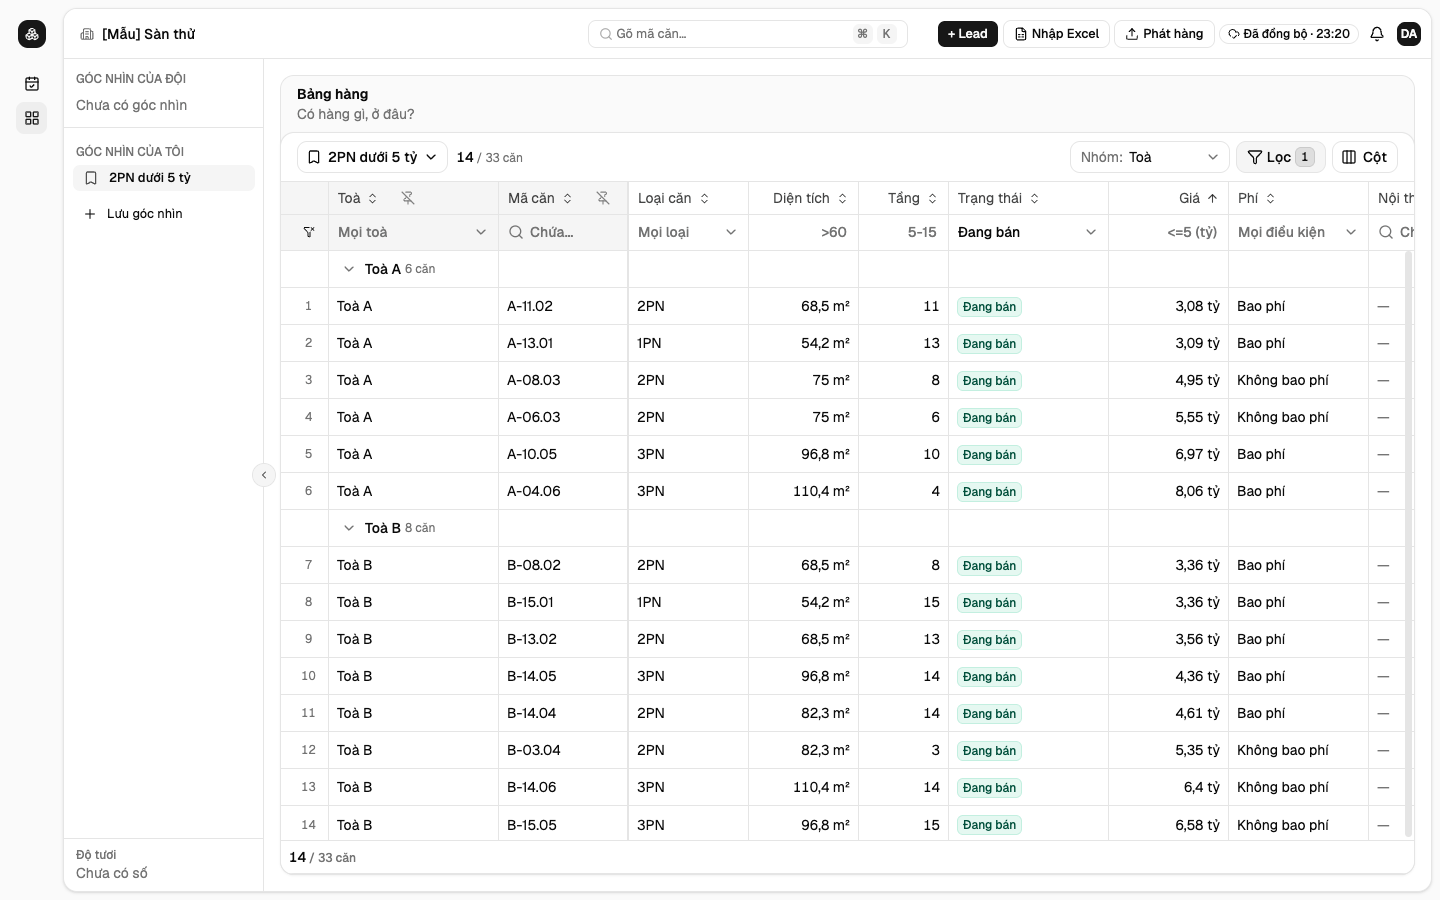 [Mẫu] Sàn thử
Gõ mã căn...
⌘ K
+ Lead
Nhập Excel
Phát hàng
Đã đồng bộ · 23:20
DA
GÓC NHÌN CỦA ĐỘI
Chưa có góc nhìn
GÓC NHÌN CỦA TÔI
2PN dưới 5 tỷ
Lưu góc nhìn
Độ tươi
Chưa có số
Bảng hàng
Có hàng gì, ở đâu?
2PN dưới 5 tỷ 14 / 33 căn
Nhóm: Toà Lọc 1 Cột
Toà Mã căn Loại căn Diện tích Tầng Trạng thái Giá Phí Nội th
Mọi toà Chứa... Mọi loại >60 5-15 Đang bán <=5 (tỷ) Mọi điều kiện Ch
Toà A 6 căn
1 Toà A A-11.02 2PN 68,5 m² 11 Đang bán 3,08 tỷ Bao phí —
2 Toà A A-13.01 1PN 54,2 m² 13 Đang bán 3,09 tỷ Bao phí —
3 Toà A A-08.03 2PN 75 m² 8 Đang bán 4,95 tỷ Không bao phí —
4 Toà A A-06.03 2PN 75 m² 6 Đang bán 5,55 tỷ Không bao phí —
5 Toà A A-10.05 3PN 96,8 m² 10 Đang bán 6,97 tỷ Bao phí —
6 Toà A A-04.06 3PN 110,4 m² 4 Đang bán 8,06 tỷ Bao phí —
Toà B 8 căn
7 Toà B B-08.02 2PN 68,5 m² 8 Đang bán 3,36 tỷ Bao phí —
8 Toà B B-15.01 1PN 54,2 m² 15 Đang bán 3,36 tỷ Bao phí —
9 Toà B B-13.02 2PN 68,5 m² 13 Đang bán 3,56 tỷ Bao phí —
10 Toà B B-14.05 3PN 96,8 m² 14 Đang bán 4,36 tỷ Bao phí —
11 Toà B B-14.04 2PN 82,3 m² 14 Đang bán 4,61 tỷ Bao phí —
12 Toà B B-03.04 2PN 82,3 m² 3 Đang bán 5,35 tỷ Không bao phí —
13 Toà B B-14.06 3PN 110,4 m² 14 Đang bán 6,4 tỷ Không bao phí —
14 Toà B B-15.05 3PN 96,8 m² 15 Đang bán 6,58 tỷ Không bao phí —
14 / 33 căn